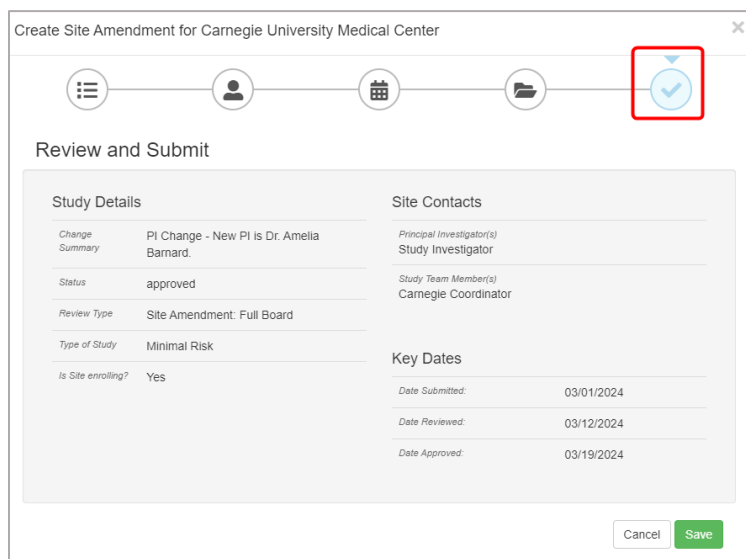 Create Site Amendment for Carnegie University Medical Center
×
Review and Submit
Study Details
Change Summary PI Change - New PI is Dr. Amelia Barnard.
Status approved
Review Type Site Amendment: Full Board
Type of Study Minimal Risk
Is Site enrolling? Yes
Site Contacts
Principal Investigator(s)
Study Investigator
Study Team Member(s)
Carnegie Coordinator
Key Dates
Date Submitted: 03/01/2024
Date Reviewed: 03/12/2024
Date Approved: 03/19/2024
Cancel Save